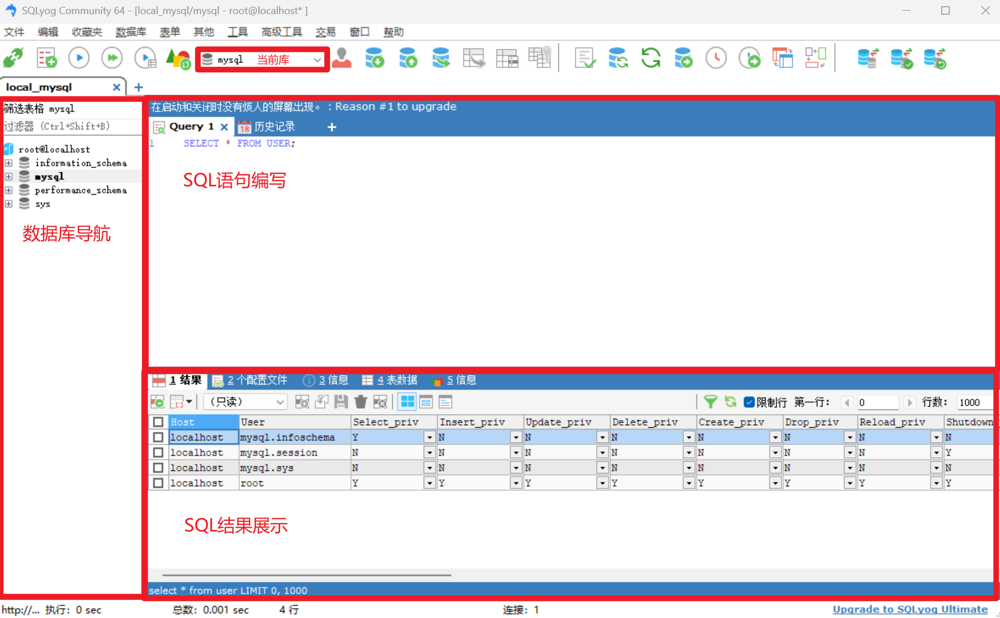 SQLyog Community 64 - [local_mysql/mysql - root@localhost* ]
文件 编辑 收藏夹 数据库 表单 其他 工具 高级工具 交易 窗口 帮助
mysql 当前库
local_mysql
筛选表格 mysql
过滤器 (Ctrl+Shift+B)
root@localhost
information_schema
mysql
performance_schema
sys
数据库导航
在启动和关闭时没有烦人的屏幕出现。 : Reason #1 to upgrade
Query 1 18 历史记录
1 SELECT * FROM USER;
SQL语句编写
1 结果 2 个配置文件 3 信息 4 表数据 5 信息
(只读) 限制行 第一行: 0 行数: 1000
Host User Select_priv Insert_priv Update_priv Delete_priv Create_priv Drop_priv Reload_priv Shutdown
localhost mysql.infoschema Y N N N N N N N
localhost mysql.session N N N N N N N Y
localhost mysql.sys N N N N N N N N
localhost root Y Y Y Y Y Y Y Y
SQL结果展示
select * from user LIMIT 0, 1000
http://... 执行: 0 sec 总数: 0.001 sec 4 行 连接: 1 Upgrade to SQLyog Ultimate